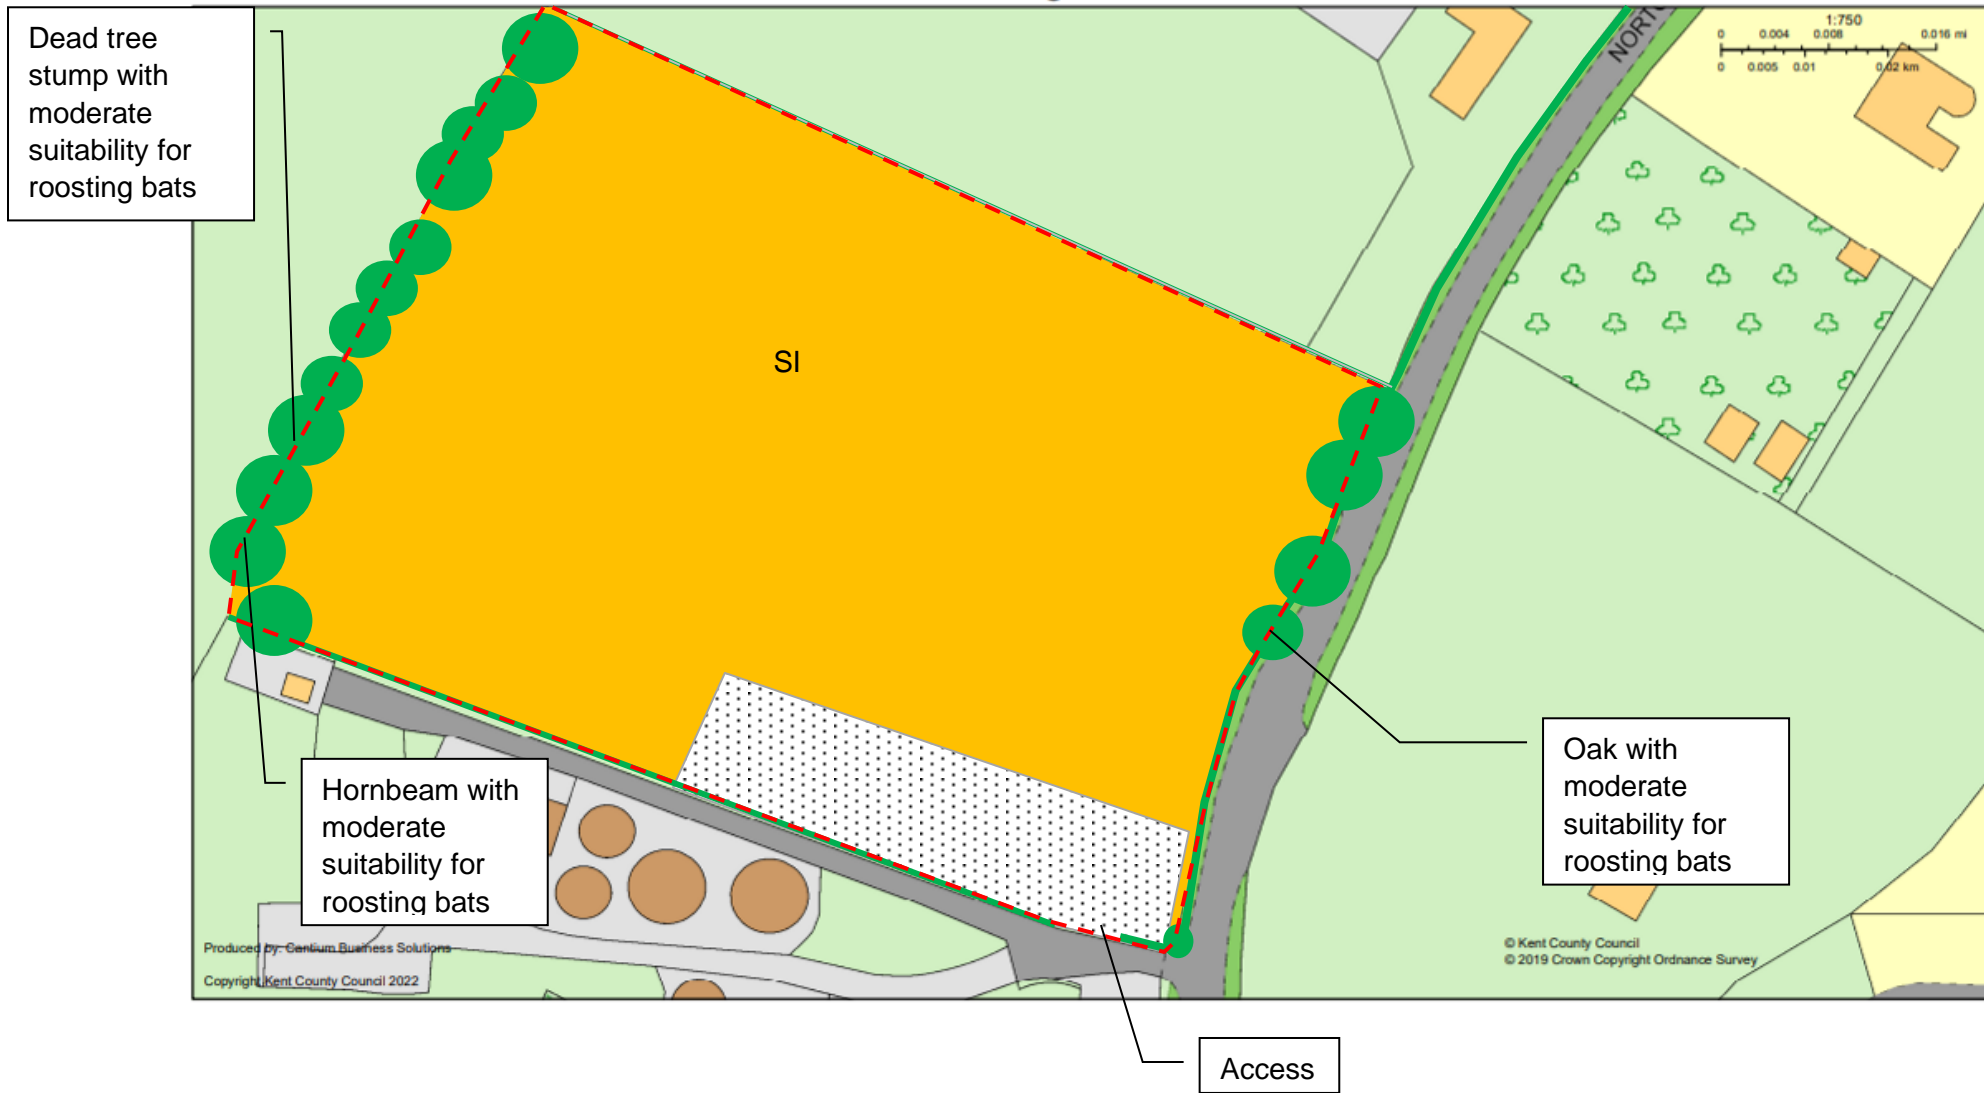 Dead tree
stump with
moderate
suitability for
roosting bats
1:750
0 0.004 0.008 0.016 mi
0 0.005 0.01 0.02 km
SI
Hornbeam with
moderate
suitability for
roosting bats
Oak with
moderate
suitability for
roosting bats
Produced by: Cantium Business Solutions
Copyright Kent County Council 2022
© Kent County Council
© 2019 Crown Copyright Ordnance Survey
Access